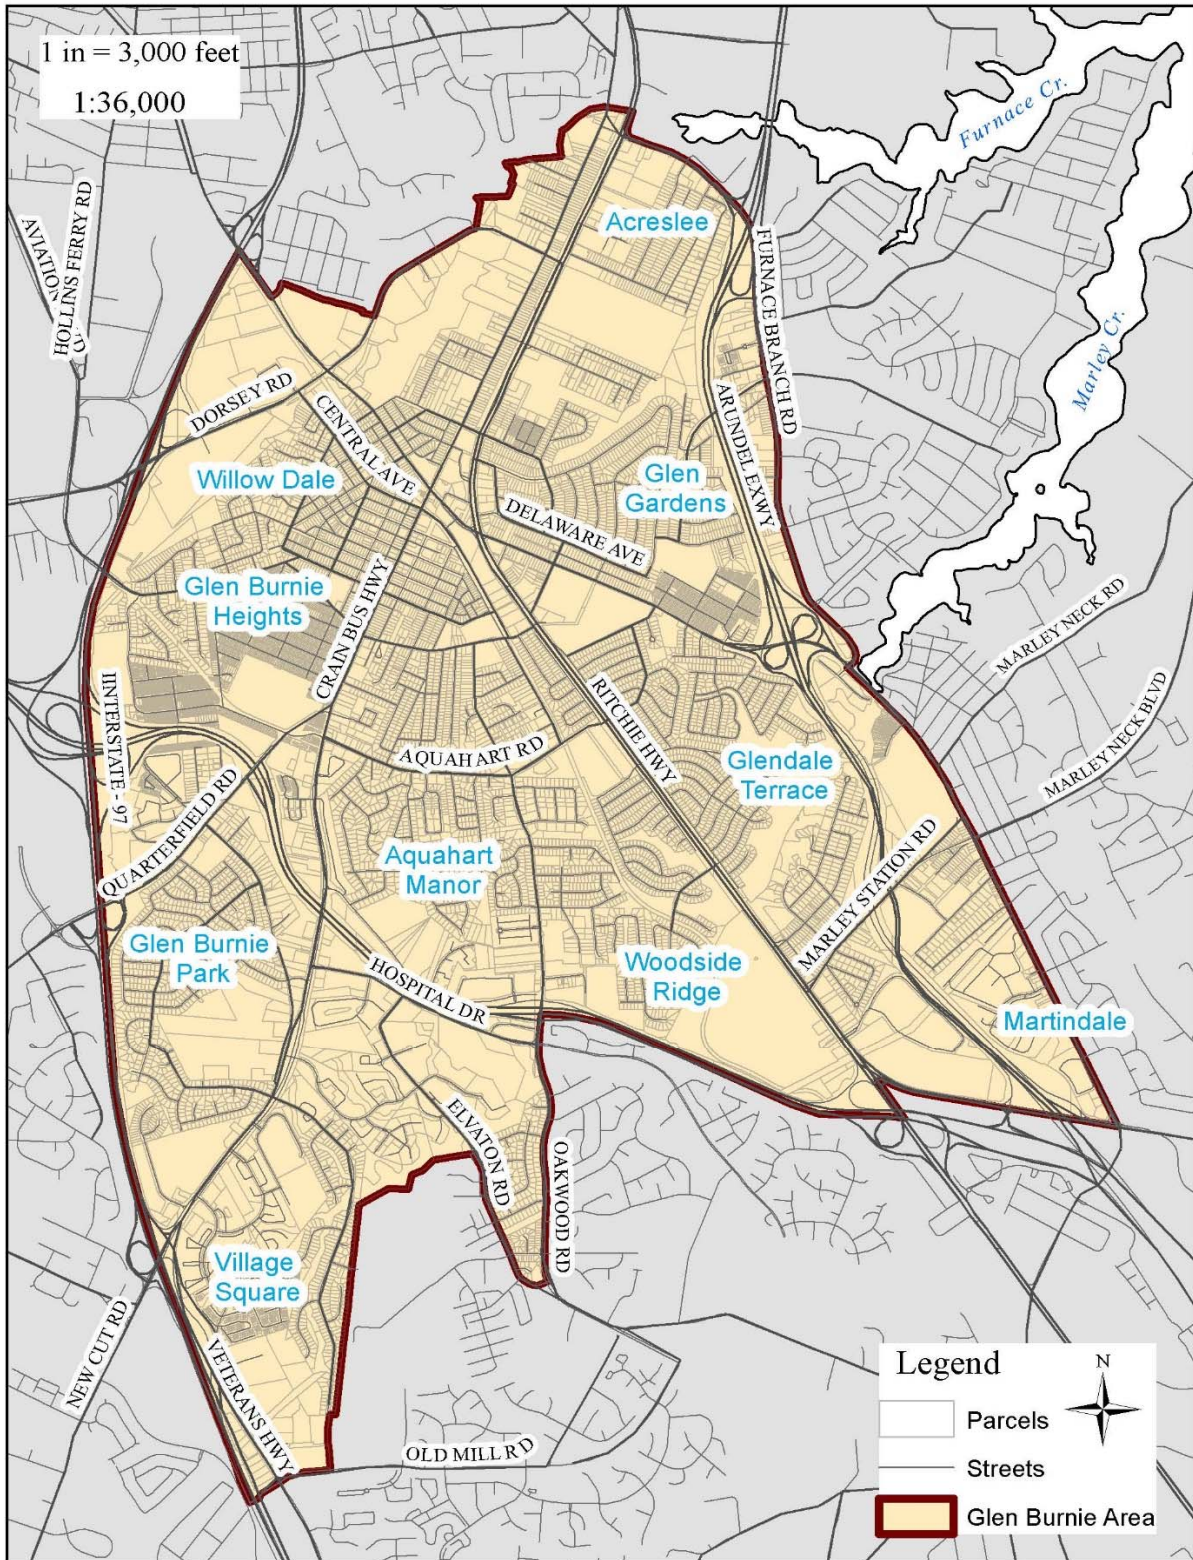 1 in = 3,000 feet
1:36,000
Furnace Cr.
Acreslee
HOLLINS FERRY RD
AVIATION
FURNACE BRANCH RD
Marley Cr.
DORSEY RD
CENTRAL AVE
ARUNDEL EXWY
Willow Dale
Glen
Gardens
DELAWARE AVE
Glen Burnie
Heights
CRAIN BUS HWY
MARLEY NECK RD
MARLEY NECK BLVD
IINTERSTATE - 97
RITCHIE HWY
AQUAHART RD
Glendale
Terrace
QUARTERFIELD RD
Aquahart
Manor
MARLEY STATION RD
Glen Burnie
Park
HOSPITAL DR
Woodside
Ridge
Martindale
ELVATON RD
OAKWOOD RD
Village
Square
NEW CUT RD
VETERANS HWY
OLD MILL RD
Legend
N
Parcels
Streets
Glen Burnie Area